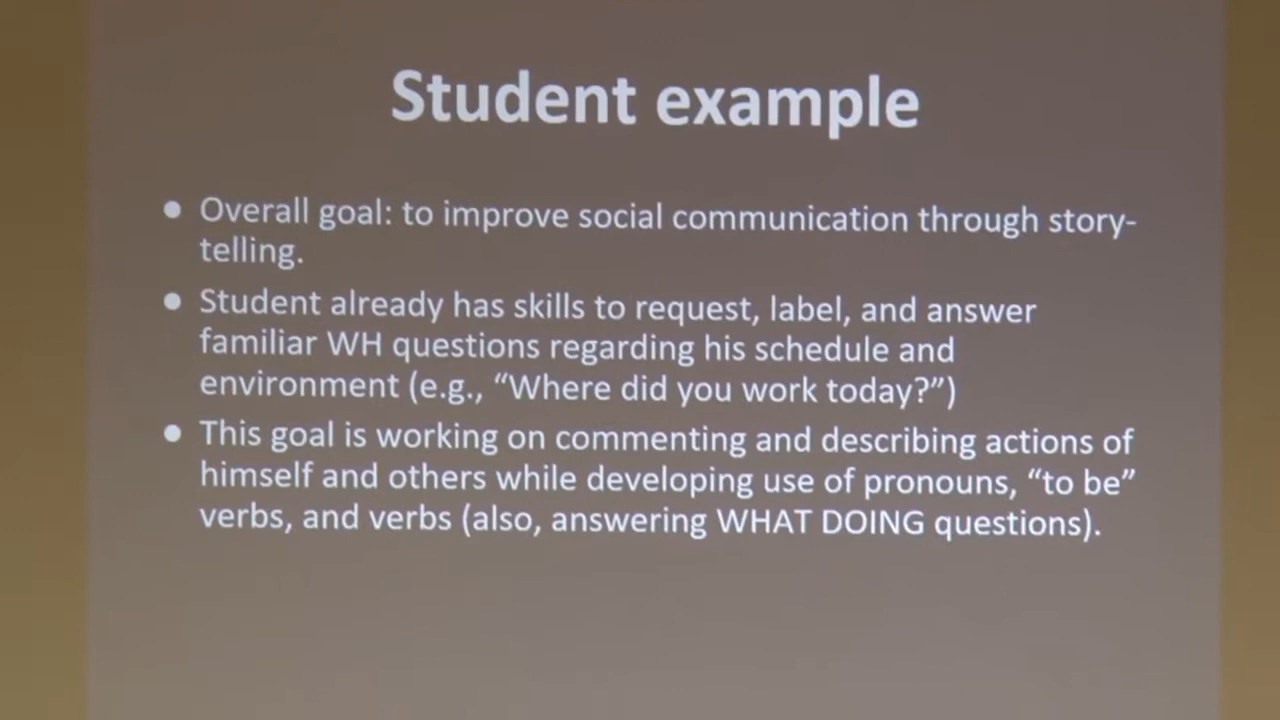 Student example
● Overall goal: to improve social communication through story-
telling.
● Student already has skills to request, label, and answer
familiar WH questions regarding his schedule and
environment (e.g., “Where did you work today?”)
● This goal is working on commenting and describing actions of
himself and others while developing use of pronouns, “to be”
verbs, and verbs (also, answering WHAT DOING questions).